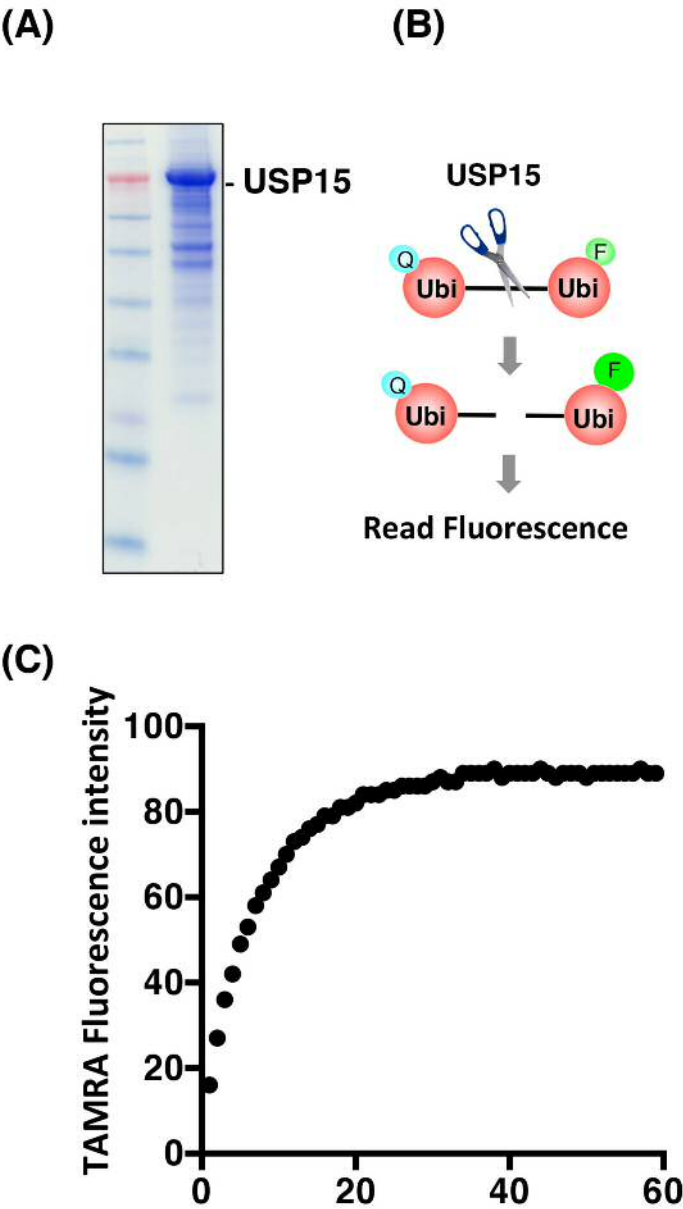 (A)
(B)
- USP15
USP15
Q
F
Ubi
Ubi
Q
F
Ubi
Ubi
Read Fluorescence
(C)
TAMRA Fluorescence intensity
100
80
60
40
20
0
0 20 40 60